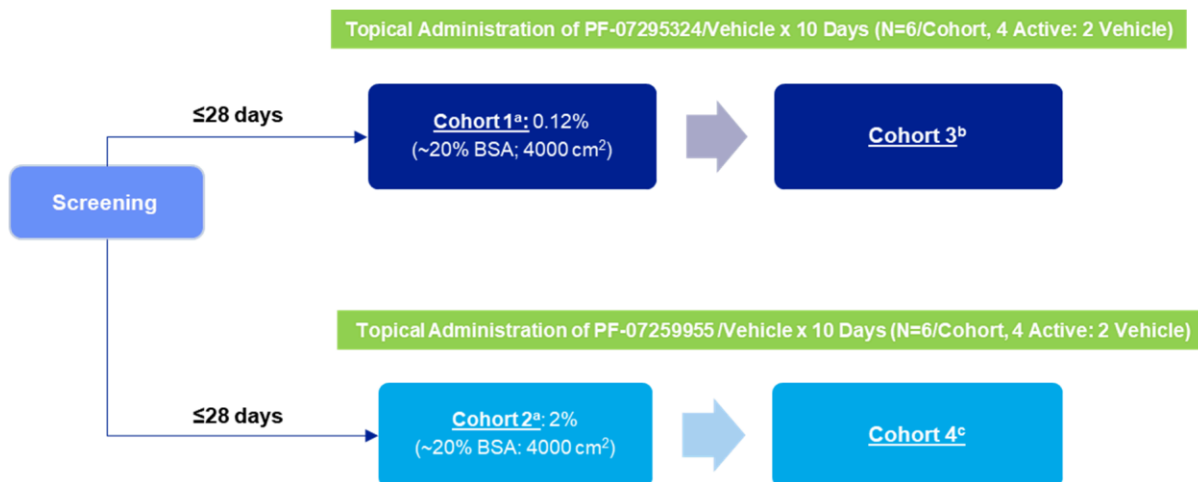 Topical Administration of PF-07295324/Vehicle x 10 Days (N=6/Cohort, 4 Active: 2 Vehicle)
≤28 days
Cohort 1ᵃ: 0.12%
(~20% BSA; 4000 cm²)
Cohort 3ᵇ
Screening
Topical Administration of PF-07259955/Vehicle x 10 Days (N=6/Cohort, 4 Active: 2 Vehicle)
≤28 days
Cohort 2ᵃ: 2%
(~20% BSA: 4000 cm²)
Cohort 4ᶜ